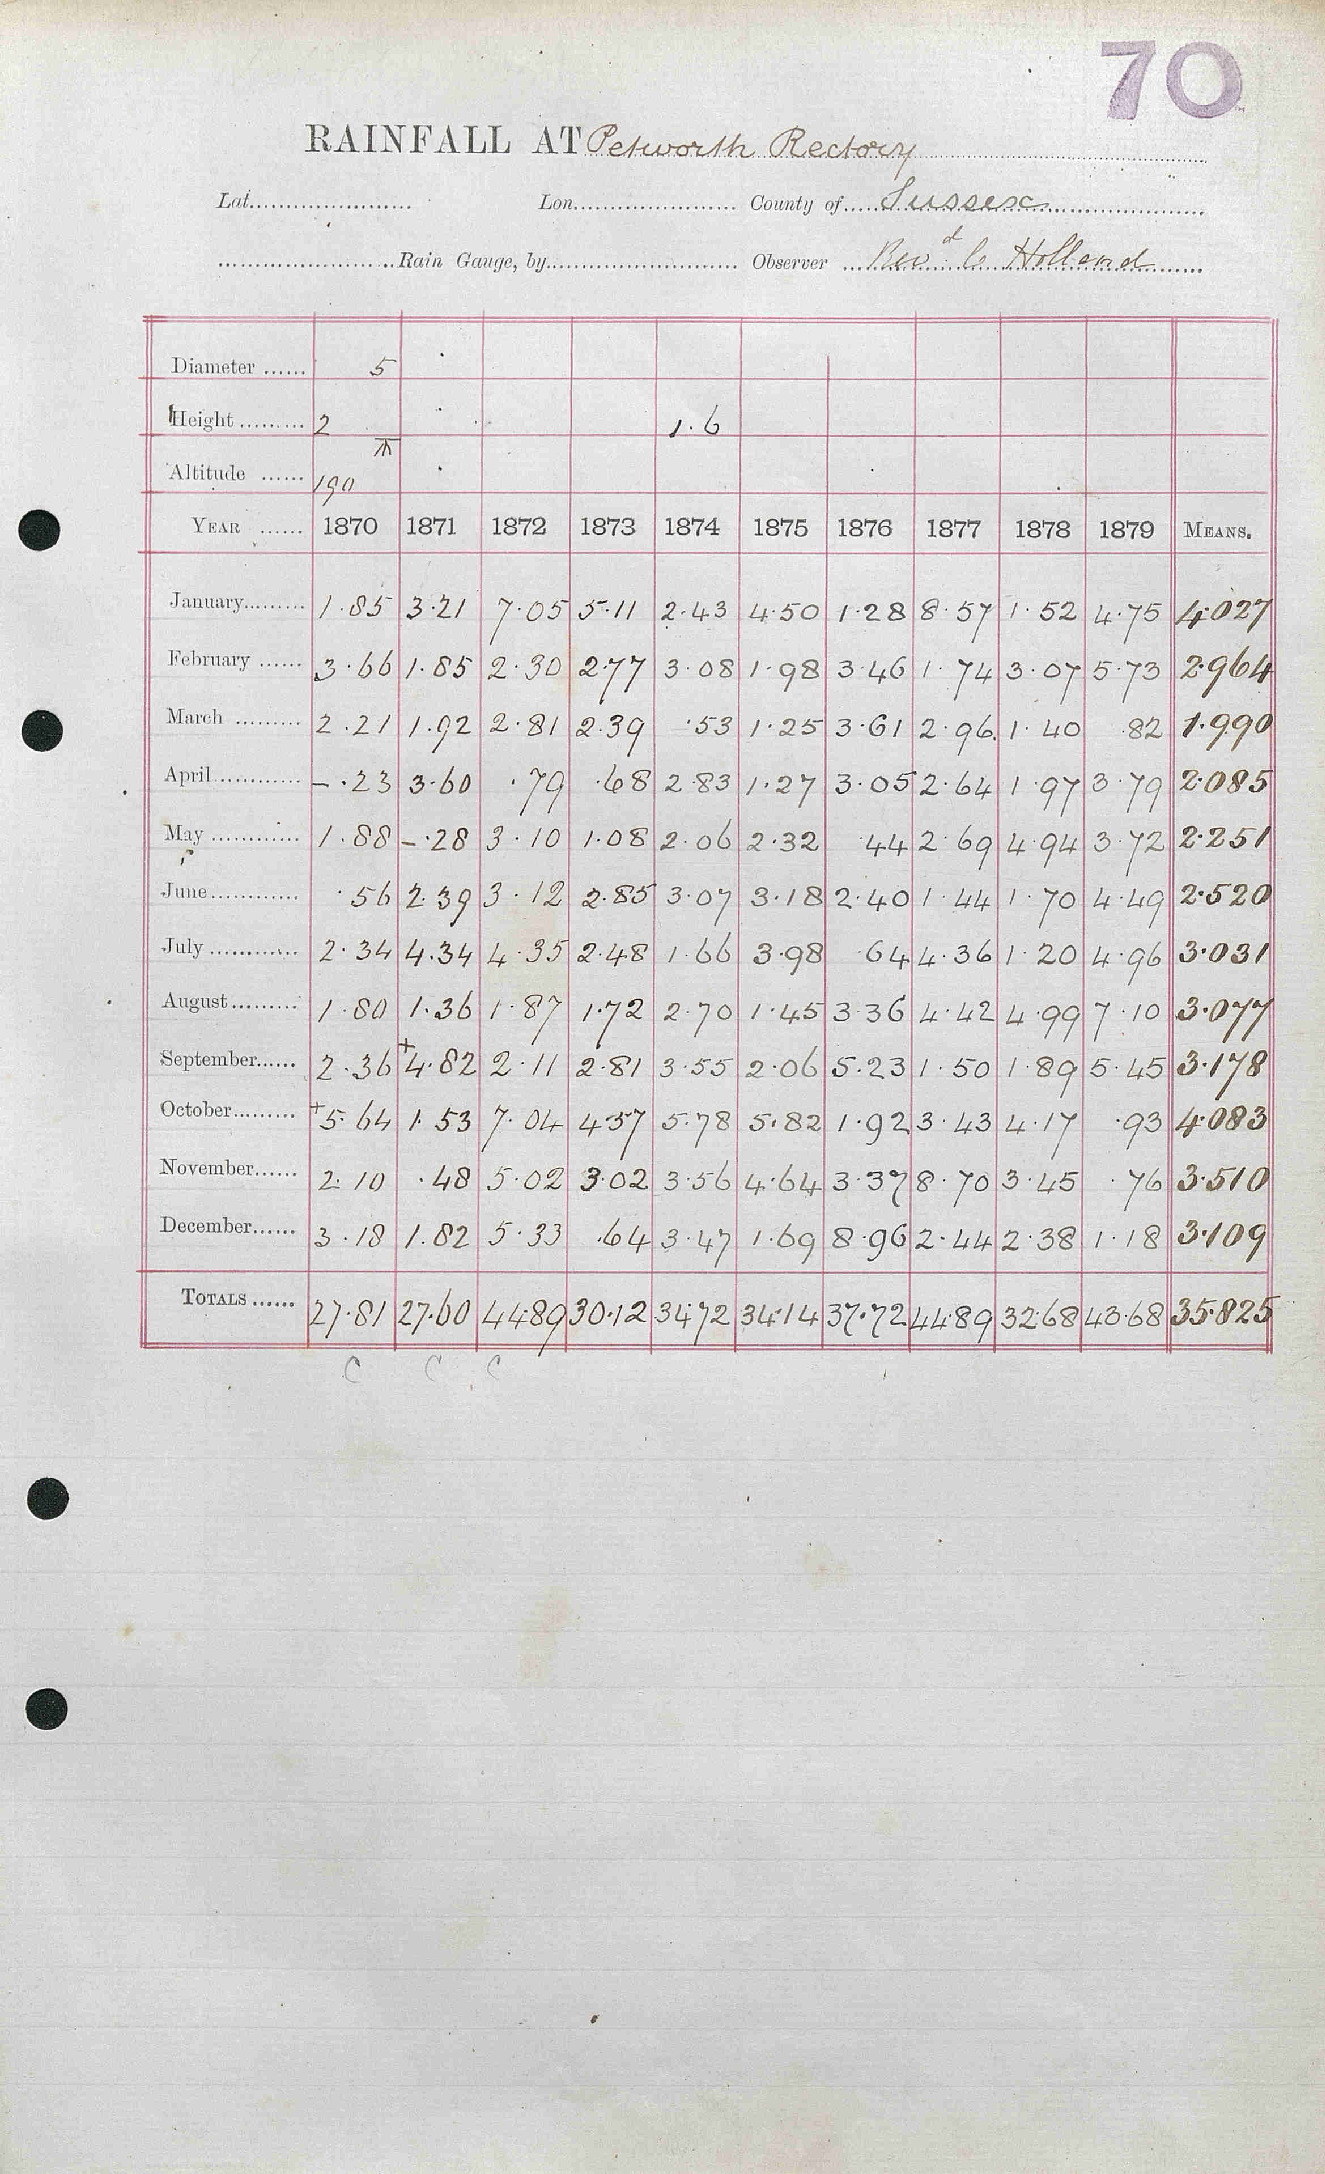 70
RAINFALL AT Petworth Rectory
Lat. Lon. County of Sussex
Rain Gauge, by Observer Revd C Holland
Diameter 5
Height 2 1.6
Altitude 190
YEAR 1870 1871 1872 1873 1874 1875 1876 1877 1878 1879 MEANS.
January 1.85 3.21 7.05 5.11 2.43 4.50 1.28 8.57 1.52 4.75 4.027
February 3.66 1.85 2.30 2.77 3.08 1.98 3.46 1.74 3.07 5.73 2.964
March 2.21 1.92 2.81 2.39 .53 1.25 3.61 2.96 1.40 .82 1.990
April -.23 3.60 .79 .68 2.83 1.27 3.05 2.64 1.97 3.79 2.085
May 1.88 -.28 3.10 1.08 2.06 2.32 .44 2.69 4.94 3.72 2.251
June .56 2.39 3.12 2.85 3.07 3.18 2.40 1.44 1.70 4.49 2.520
July 2.34 4.34 4.35 2.48 1.66 3.98 .64 4.36 1.20 4.96 3.031
August 1.80 1.36 1.87 1.72 2.70 1.45 3.36 4.42 4.99 7.10 3.077
September 2.36 +4.82 2.11 2.81 3.55 2.06 5.23 1.50 1.89 5.45 3.178
October +5.64 1.53 7.04 4.57 5.78 5.82 1.92 3.43 4.17 .93 4.083
November 2.10 .48 5.02 3.02 3.56 4.64 3.37 8.70 3.45 .76 3.510
December 3.18 1.82 5.33 .64 3.47 1.69 8.96 2.44 2.38 1.18 3.109
TOTALS 27.81 27.60 44.89 30.12 34.72 34.14 37.72 44.89 32.68 43.68 35.825
C C C